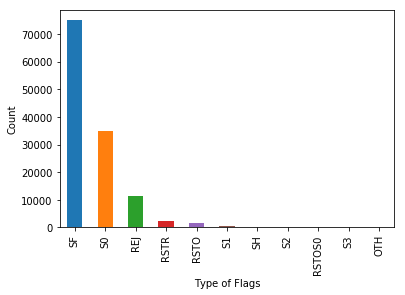 70000
60000
50000
40000
30000
20000
10000
0
Count
SF
S0
REJ
RSTR
RSTO
S1
SH
S2
RSTOS0
S3
OTH
Type of Flags